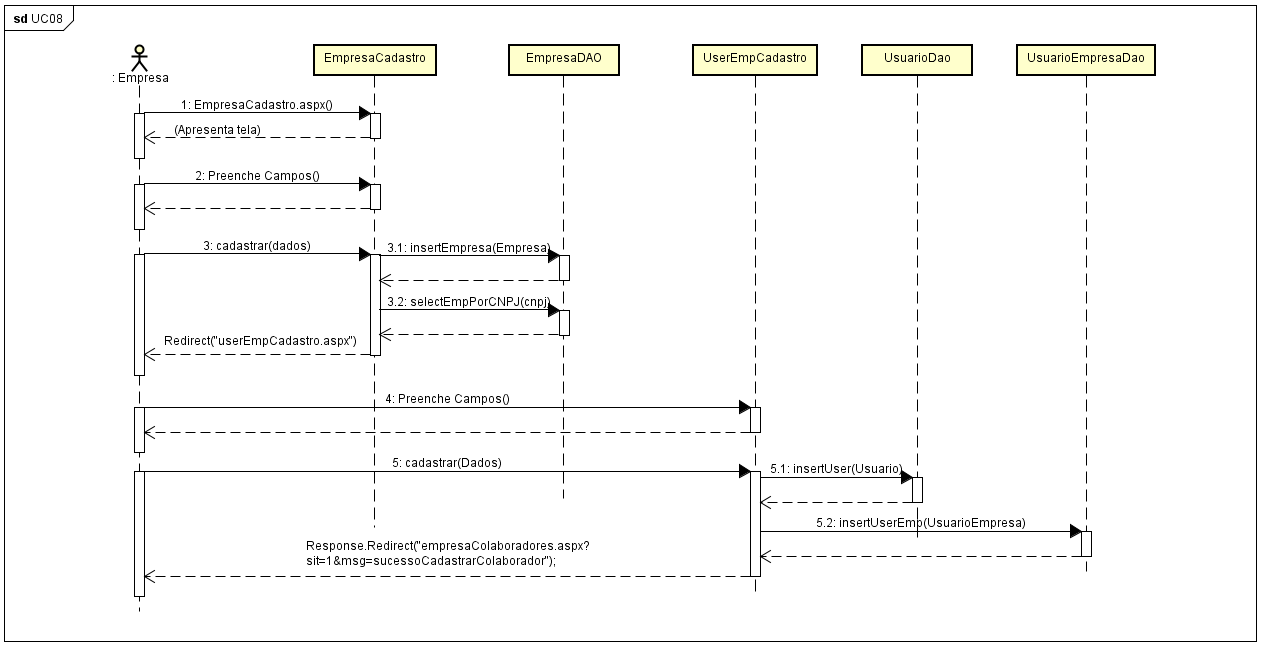 sd UC08
: Empresa
EmpresaCadastro
EmpresaDAO
UserEmpCadastro
UsuarioDao
UsuarioEmpresaDao
1: EmpresaCadastro.aspx()
(Apresenta tela)
2: Preenche Campos()
3: cadastrar(dados)
3.1: insertEmpresa(Empresa)
3.2: selectEmpPorCNPJ(cnpj)
Redirect("userEmpCadastro.aspx")
4: Preenche Campos()
5: cadastrar(Dados)
5.1: insertUser(Usuario)
5.2: insertUserEmp(UsuarioEmpresa)
Response.Redirect("empresaColaboradores.aspx?
sit=1&msg=sucessoCadastrarColaborador");